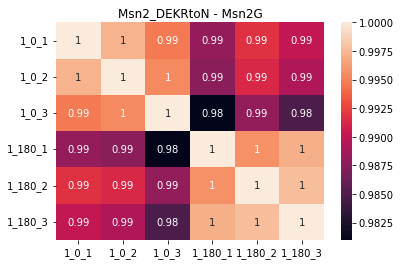 Msn2_DEKRtoN - Msn2G
1_0_1 1 1 0.99 0.99 0.99 0.99
1_0_2 1 1 1 0.99 0.99 0.99
1_0_3 0.99 1 1 0.98 0.99 0.98
1_180_1 0.99 0.99 0.98 1 1 1
1_180_2 0.99 0.99 0.99 1 1 1
1_180_3 0.99 0.99 0.98 1 1 1
1_0_1 1_0_2 1_0_3 1_180_1 1_180_2 1_180_3
1.0000
0.9975
0.9950
0.9925
0.9900
0.9875
0.9850
0.9825